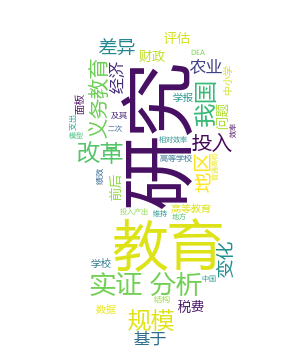 评估
差异
财政
DEA
经济
农业
面板
义务教育
研究
我国
中小学
学报
问题
及其
支出
模型
二次
投入
效率
相对效率
改革
高等学校
地区
绩效
前后
投入产出
维持
高等教育
地方
教育
变化
学校
实证
分析
中国
结构
数据
税费
规模
基于